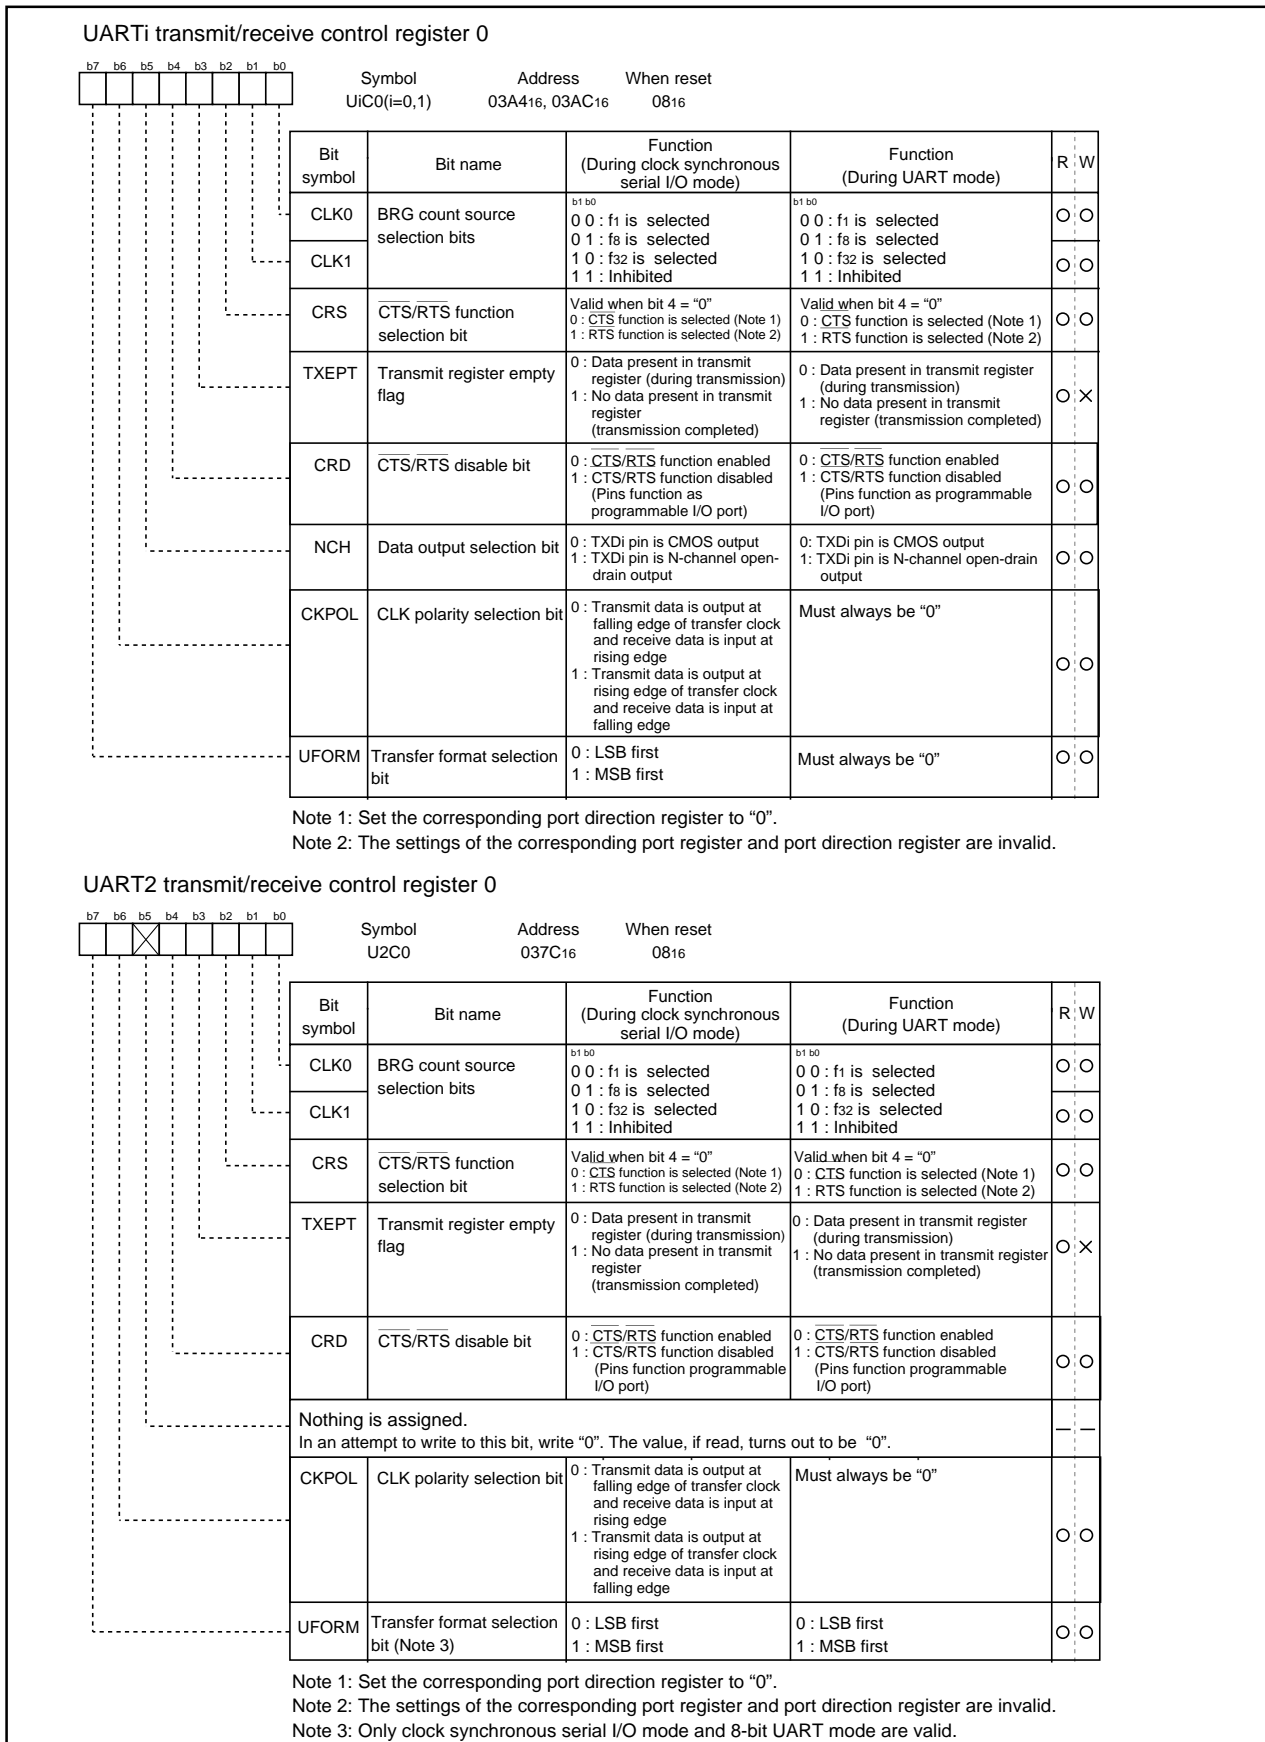 UARTi transmit/receive control register 0
b7 b6 b5 b4 b3 b2 b1 b0
Symbol Address When reset
UiC0(i=0,1) 03A416, 03AC16 0816
Bit symbol Bit name Function (During clock synchronous serial I/O mode) Function (During UART mode) R W
CLK0 BRG count source selection bits
b1 b0
0 0 : f1 is selected
0 1 : f8 is selected
1 0 : f32 is selected
1 1 : Inhibited
b1 b0
0 0 : f1 is selected
0 1 : f8 is selected
1 0 : f32 is selected
1 1 : Inhibited
CLK1
CRS CTS/RTS function selection bit
Valid when bit 4 = “0”
0 : CTS function is selected (Note 1)
1 : RTS function is selected (Note 2)
Valid when bit 4 = “0”
0 : CTS function is selected (Note 1)
1 : RTS function is selected (Note 2)
TXEPT Transmit register empty flag
0 : Data present in transmit
register (during transmission)
1 : No data present in transmit
register
(transmission completed)
0 : Data present in transmit register
(during transmission)
1 : No data present in transmit
register (transmission completed)
CRD CTS/RTS disable bit
0 : CTS/RTS function enabled
1 : CTS/RTS function disabled
(Pins function as
programmable I/O port)
0 : CTS/RTS function enabled
1 : CTS/RTS function disabled
(Pins function as programmable
I/O port)
NCH Data output selection bit
0 : TXDi pin is CMOS output
1 : TXDi pin is N-channel open-
drain output
0: TXDi pin is CMOS output
1: TXDi pin is N-channel open-drain
output
CKPOL CLK polarity selection bit
0 : Transmit data is output at
falling edge of transfer clock
and receive data is input at
rising edge
1 : Transmit data is output at
rising edge of transfer clock
and receive data is input at
falling edge
Must always be “0”
UFORM Transfer format selection bit
0 : LSB first
1 : MSB first
Must always be “0”
Note 1: Set the corresponding port direction register to “0”.
Note 2: The settings of the corresponding port register and port direction register are invalid.
UART2 transmit/receive control register 0
b7 b6 b5 b4 b3 b2 b1 b0
Symbol Address When reset
U2C0 037C16 0816
Bit symbol Bit name Function (During clock synchronous serial I/O mode) Function (During UART mode) R W
CLK0 BRG count source selection bits
b1 b0
0 0 : f1 is selected
0 1 : f8 is selected
1 0 : f32 is selected
1 1 : Inhibited
b1 b0
0 0 : f1 is selected
0 1 : f8 is selected
1 0 : f32 is selected
1 1 : Inhibited
CLK1
CRS CTS/RTS function selection bit
Valid when bit 4 = “0”
0 : CTS function is selected (Note 1)
1 : RTS function is selected (Note 2)
Valid when bit 4 = “0”
0 : CTS function is selected (Note 1)
1 : RTS function is selected (Note 2)
TXEPT Transmit register empty flag
0 : Data present in transmit
register (during transmission)
1 : No data present in transmit
register
(transmission completed)
0 : Data present in transmit register
(during transmission)
1 : No data present in transmit register
(transmission completed)
CRD CTS/RTS disable bit
0 : CTS/RTS function enabled
1 : CTS/RTS function disabled
(Pins function programmable
I/O port)
0 : CTS/RTS function enabled
1 : CTS/RTS function disabled
(Pins function programmable
I/O port)
Nothing is assigned.
In an attempt to write to this bit, write “0”. The value, if read, turns out to be “0”.
CKPOL CLK polarity selection bit
0 : Transmit data is output at
falling edge of transfer clock
and receive data is input at
rising edge
1 : Transmit data is output at
rising edge of transfer clock
and receive data is input at
falling edge
Must always be “0”
UFORM Transfer format selection bit (Note 3)
0 : LSB first
1 : MSB first
0 : LSB first
1 : MSB first
Note 1: Set the corresponding port direction register to “0”.
Note 2: The settings of the corresponding port register and port direction register are invalid.
Note 3: Only clock synchronous serial I/O mode and 8-bit UART mode are valid.